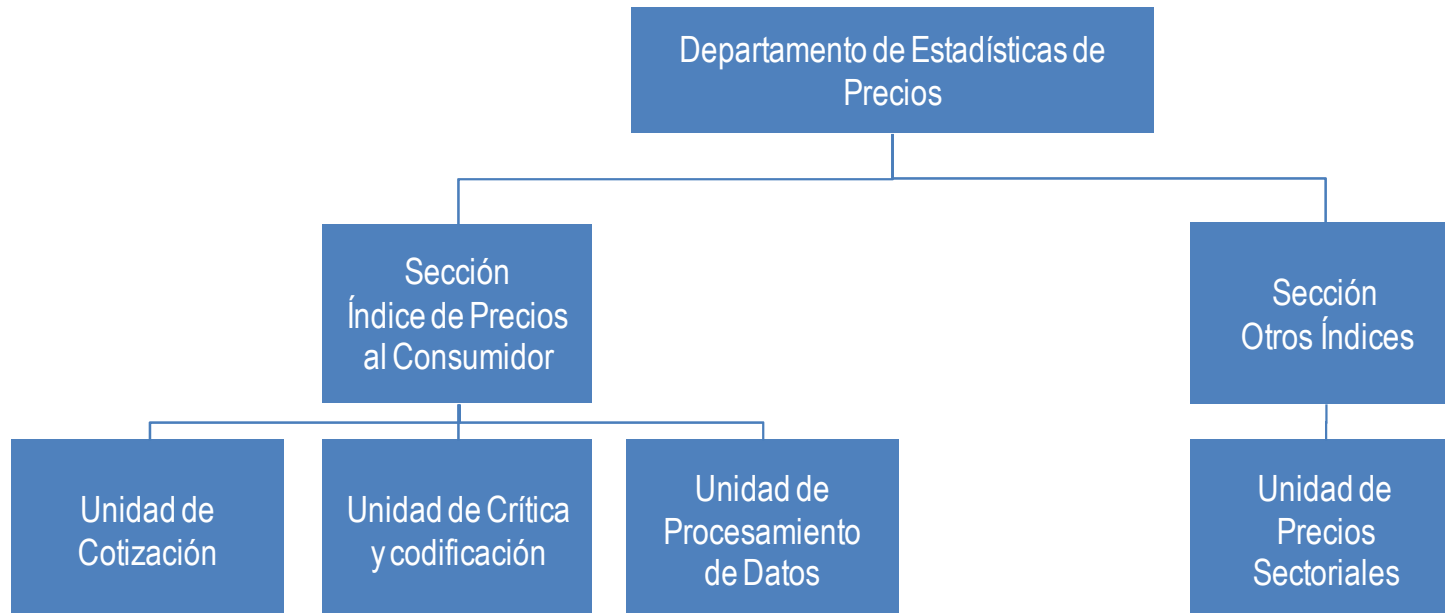 Departamento de Estadísticas de
Precios
Sección
Índice de Precios
al Consumidor
Sección
Otros Índices
Unidad de
Cotización
Unidad de Crítica
y codificación
Unidad de
Procesamiento
de Datos
Unidad de
Precios
Sectoriales